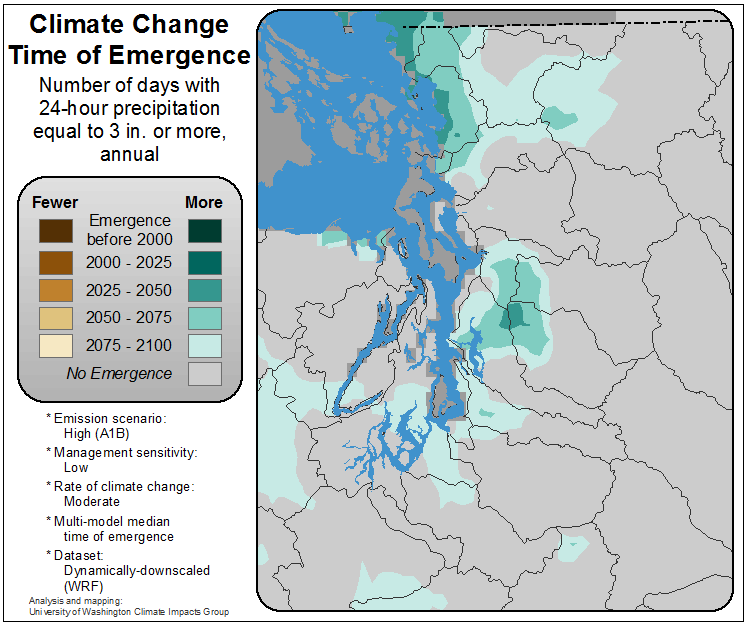 Climate Change
Time of Emergence
Number of days with
24-hour precipitation
equal to 3 in. or more,
annual
Fewer More
Emergence
before 2000
2000 - 2025
2025 - 2050
2050 - 2075
2075 - 2100
No Emergence
* Emission scenario:
High (A1B)
* Management sensitivity:
Low
* Rate of climate change:
Moderate
* Multi-model median
time of emergence
* Dataset:
Dynamically-downscaled
(WRF)
Analysis and mapping:
University of Washington Climate Impacts Group